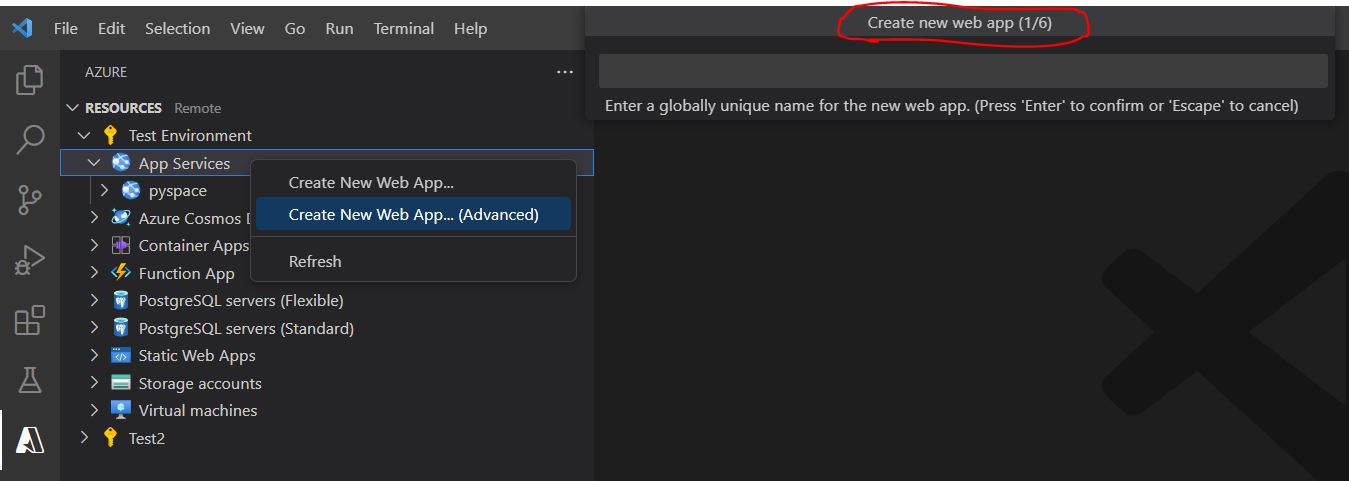 File Edit Selection View Go Run Terminal Help
Create new web app (1/6)
Enter a globally unique name for the new web app. (Press 'Enter' to confirm or 'Escape' to cancel)
AZURE
RESOURCES Remote
Test Environment
App Services
pyspace
Azure Cosmos
Container Apps
Function App
PostgreSQL servers (Flexible)
PostgreSQL servers (Standard)
Static Web Apps
Storage accounts
Virtual machines
Test2
Create New Web App...
Create New Web App... (Advanced)
Refresh